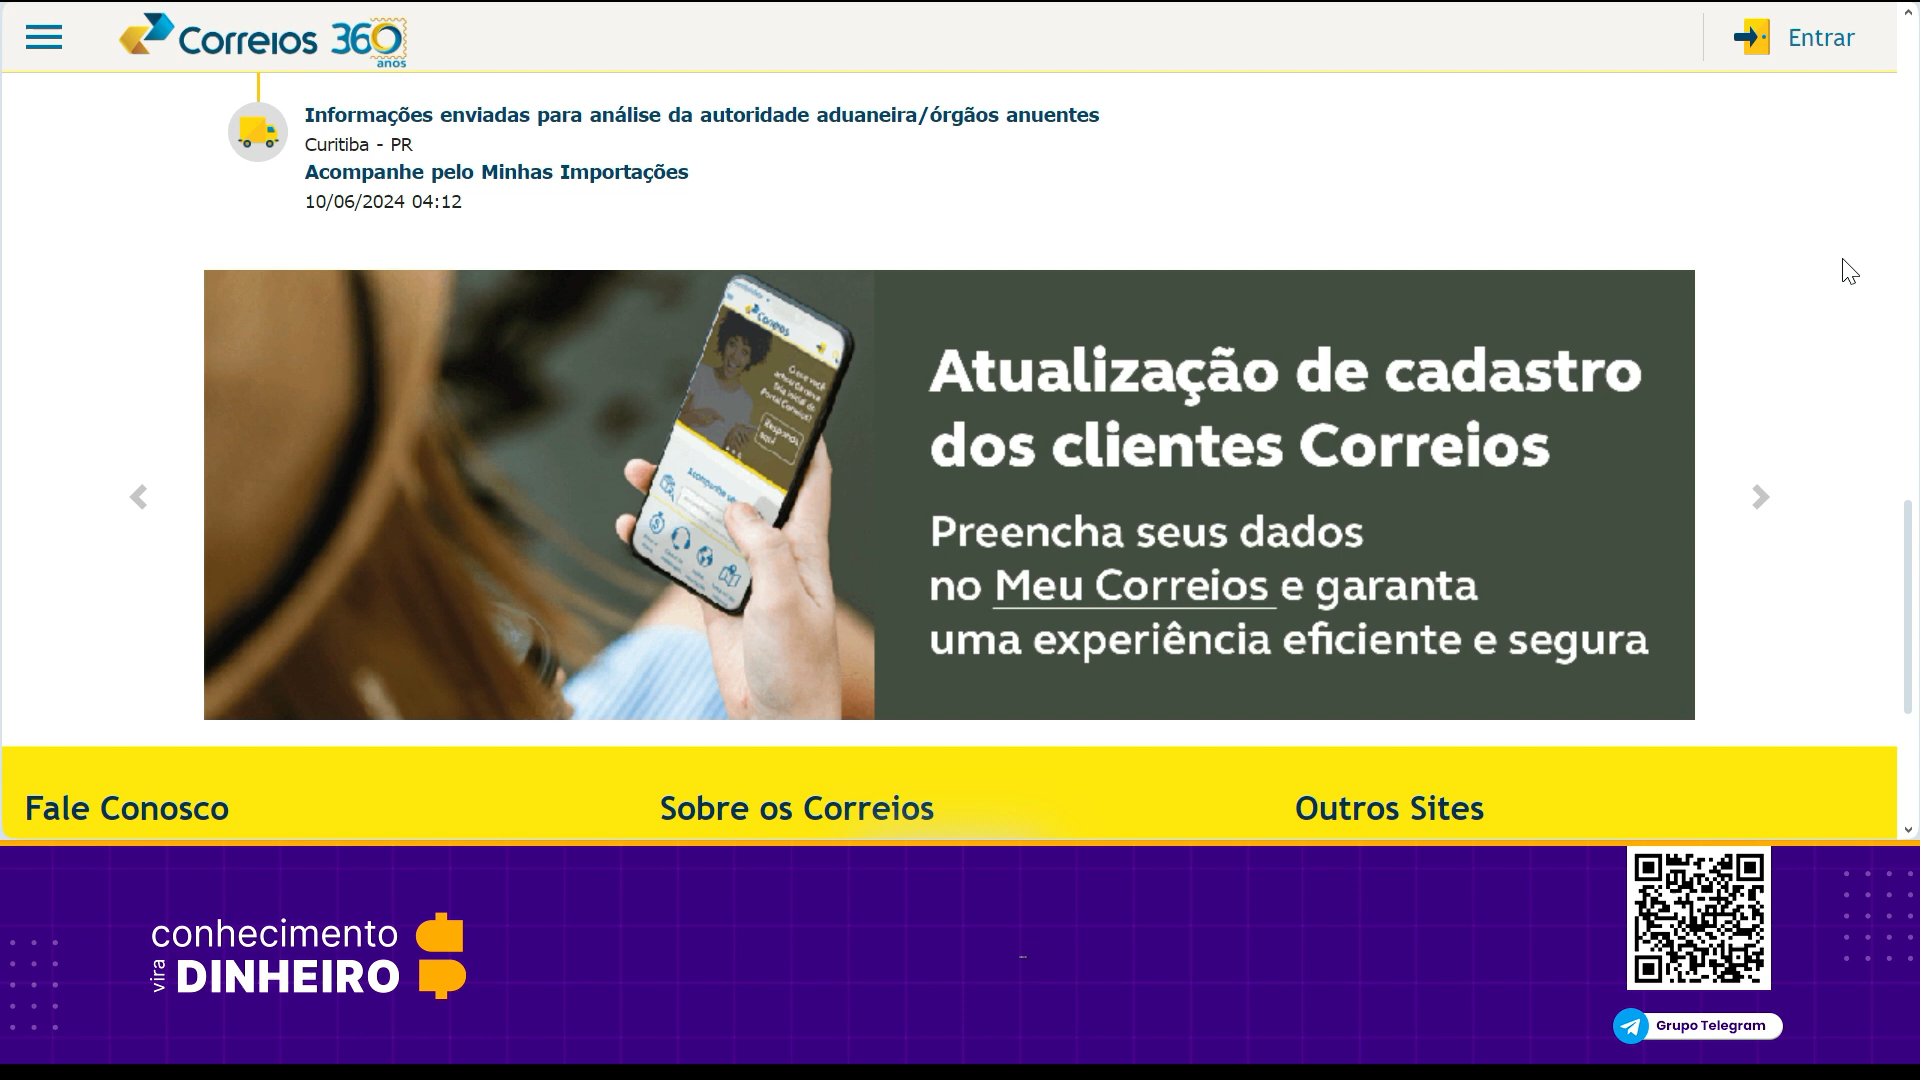 Correios 360
anos
Entrar
Informações enviadas para análise da autoridade aduaneira/órgãos anuentes
Curitiba - PR
Acompanhe pelo Minhas Importações
10/06/2024 04:12
Correios
Atualização de cadastro
dos clientes Correios
Preencha seus dados
no Meu Correios e garanta
uma experiência eficiente e segura
Fale Conosco
Sobre os Correios
Outros Sites
conhecimento
vira
DINHEIRO
Grupo Telegram